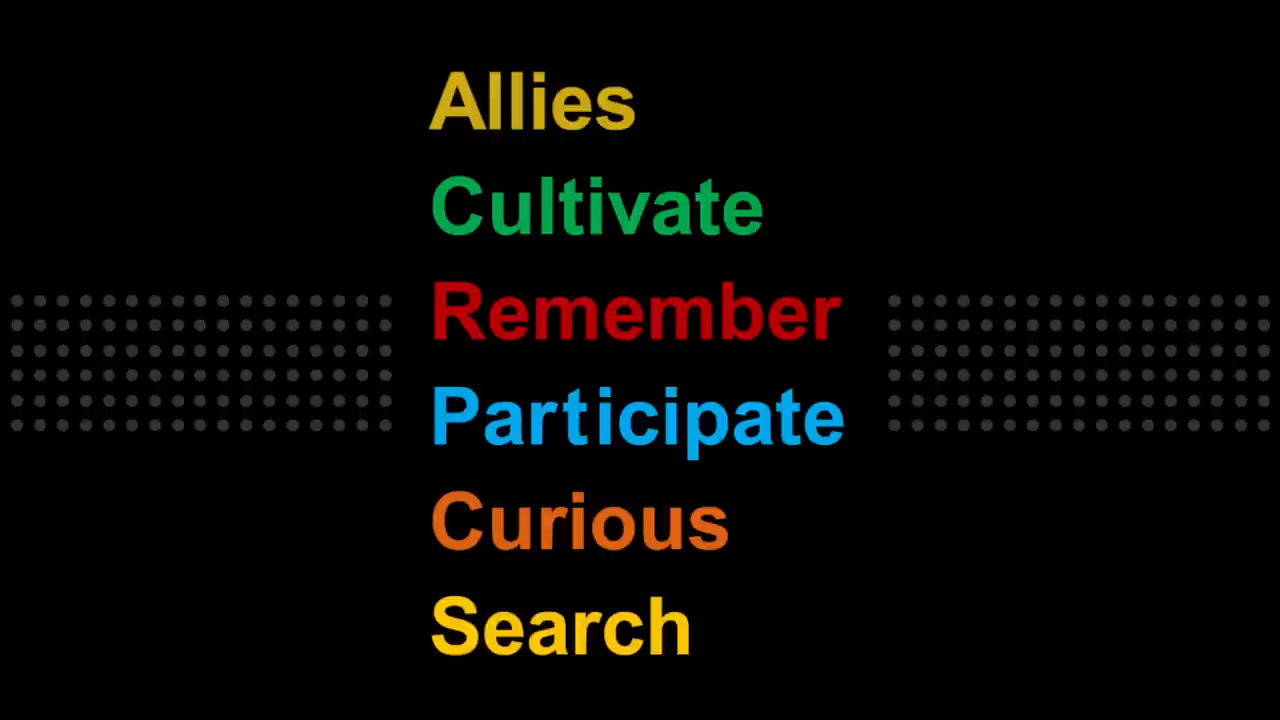 Allies
Cultivate
Remember
Participate
Curious
Search